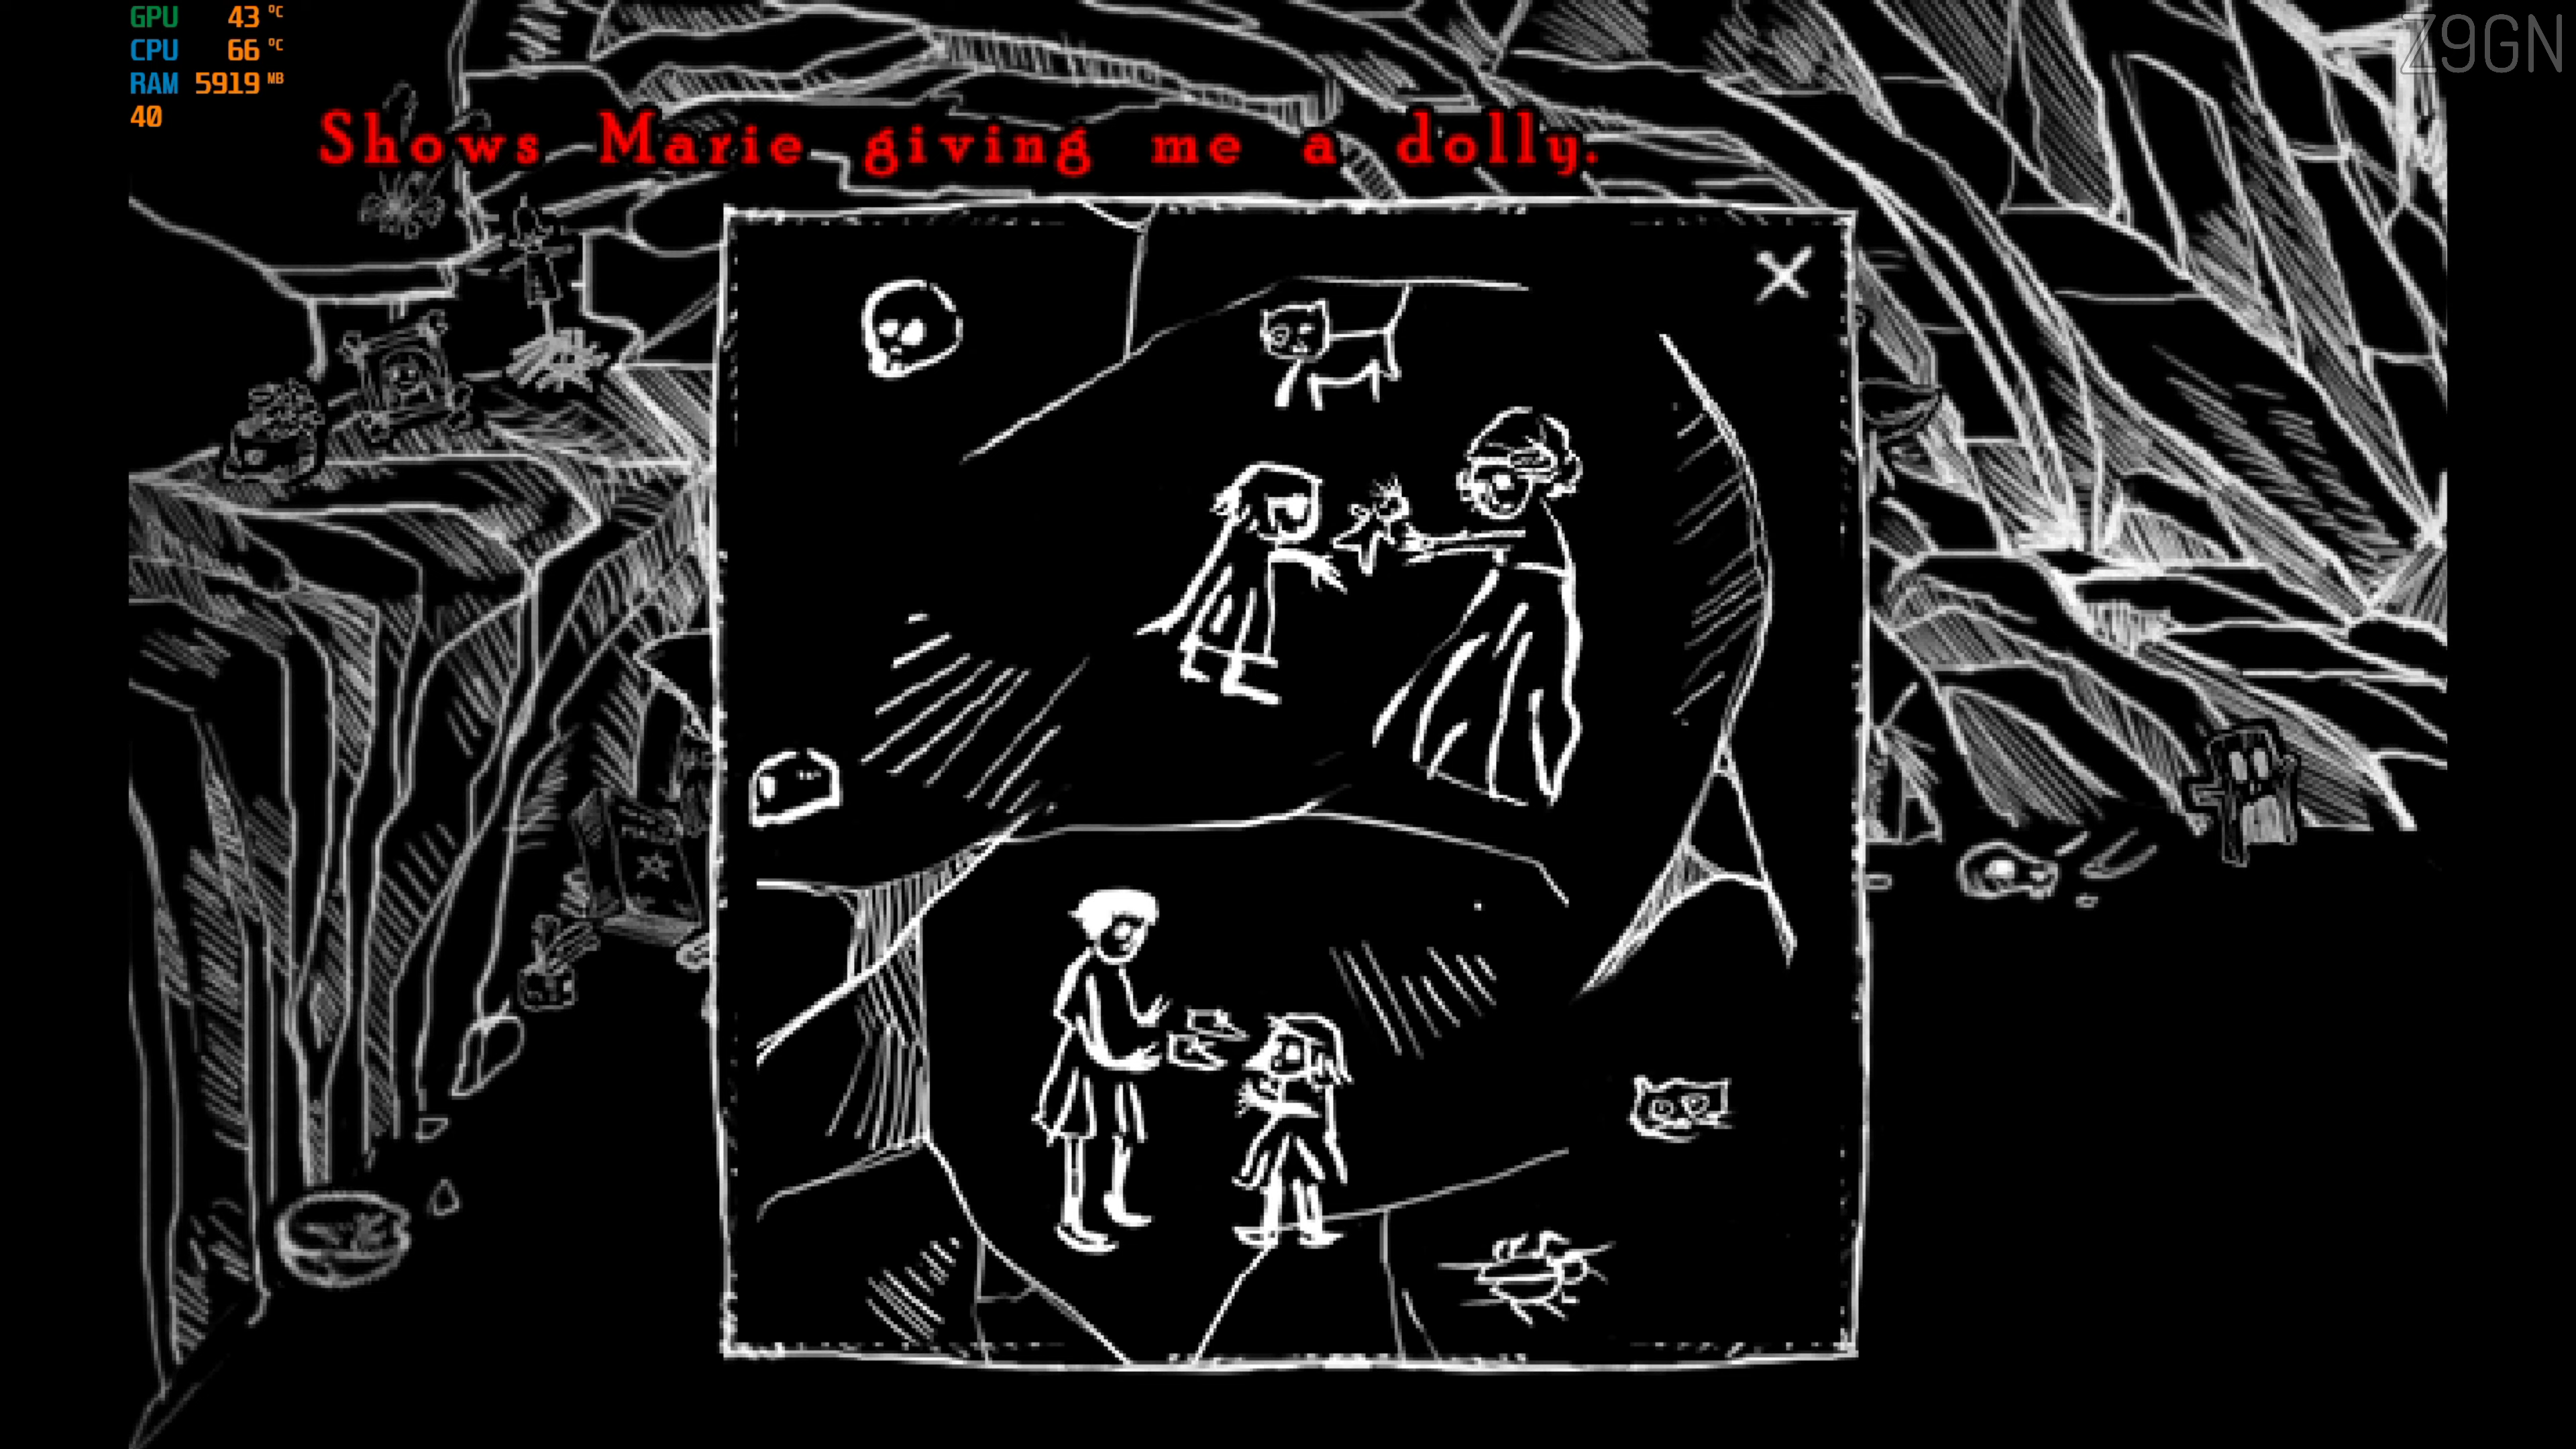 GPU 43 °C
CPU 66 °C
RAM 5919 MB
40
Z9GN
Shows Marie giving me a dolly.